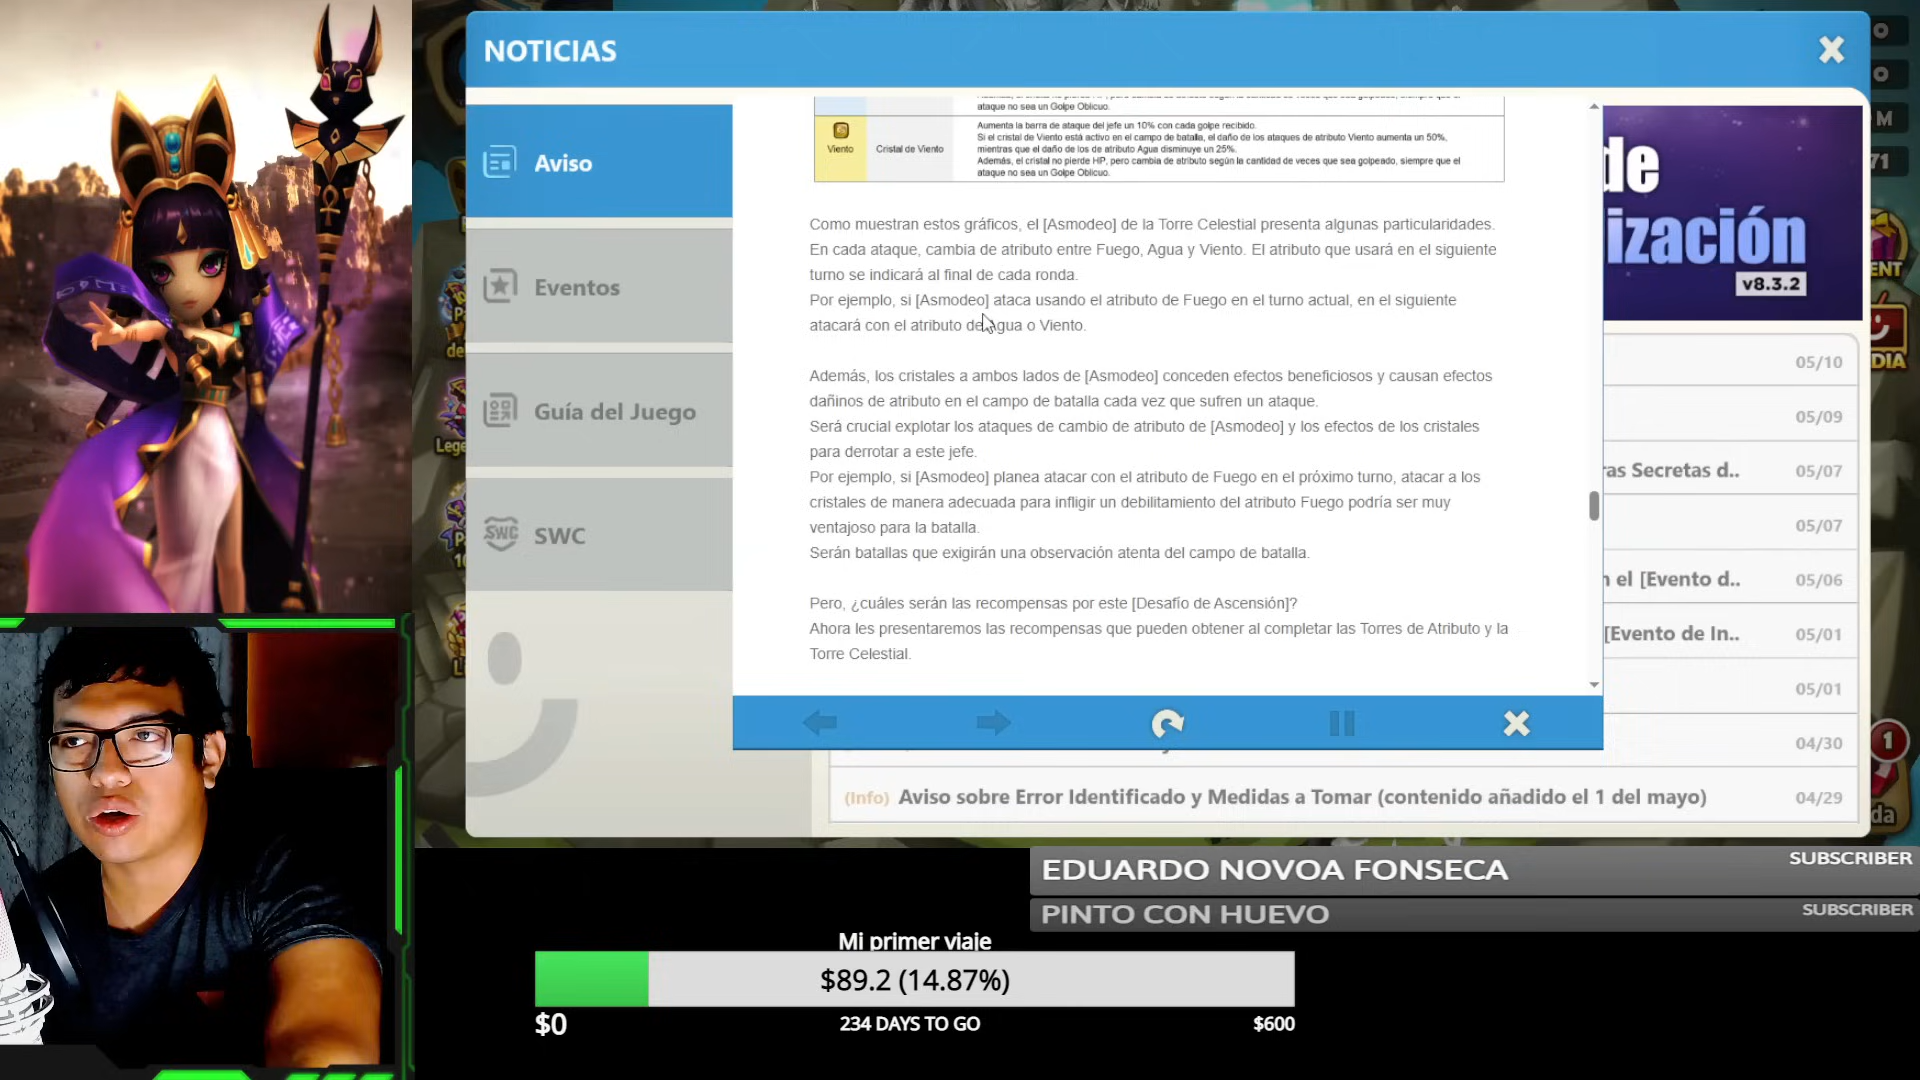 NOTICIAS
Aviso
Eventos
Guía del Juego
SWC
SWC
ataque no sea un Golpe Oblicuo.
Viento
Cristal de Viento
Aumenta la barra de ataque del jefe un 10% con cada golpe recibido.
Si el cristal de Viento está activo en el campo de batalla, el daño de los ataques de atributo Viento aumenta un 50%,
mientras que el daño de los de atributo Agua disminuye un 25%.
Además, el cristal no pierde HP, pero cambia de atributo según la cantidad de veces que sea golpeado, siempre que el
ataque no sea un Golpe Oblicuo.
Como muestran estos gráficos, el [Asmodeo] de la Torre Celestial presenta algunas particularidades.
En cada ataque, cambia de atributo entre Fuego, Agua y Viento. El atributo que usará en el siguiente
turno se indicará al final de cada ronda.
Por ejemplo, si [Asmodeo] ataca usando el atributo de Fuego en el turno actual, en el siguiente
atacará con el atributo de Agua o Viento.
Además, los cristales a ambos lados de [Asmodeo] conceden efectos beneficiosos y causan efectos
dañinos de atributo en el campo de batalla cada vez que sufren un ataque.
Será crucial explotar los ataques de cambio de atributo de [Asmodeo] y los efectos de los cristales
para derrotar a este jefe.
Por ejemplo, si [Asmodeo] planea atacar con el atributo de Fuego en el próximo turno, atacar a los
cristales de manera adecuada para infligir un debilitamiento del atributo Fuego podría ser muy
ventajoso para la batalla.
Serán batallas que exigirán una observación atenta del campo de batalla.
Pero, ¿cuáles serán las recompensas por este [Desafío de Ascensión]?
Ahora les presentaremos las recompensas que pueden obtener al completar las Torres de Atributo y la
Torre Celestial.
de
ización
v8.3.2
05/10
05/09
ras Secretas d.. 05/07
05/07
n el [Evento d.. 05/06
[Evento de In.. 05/01
05/01
04/30
(Info) Aviso sobre Error Identificado y Medidas a Tomar (contenido añadido el 1 del mayo) 04/29
M
71
ENT
DIA
1
da
Lege
EDUARDO NOVOA FONSECA SUBSCRIBER
PINTO CON HUEVO SUBSCRIBER
Mi primer viaje
$89.2 (14.87%)
$0 234 DAYS TO GO $600